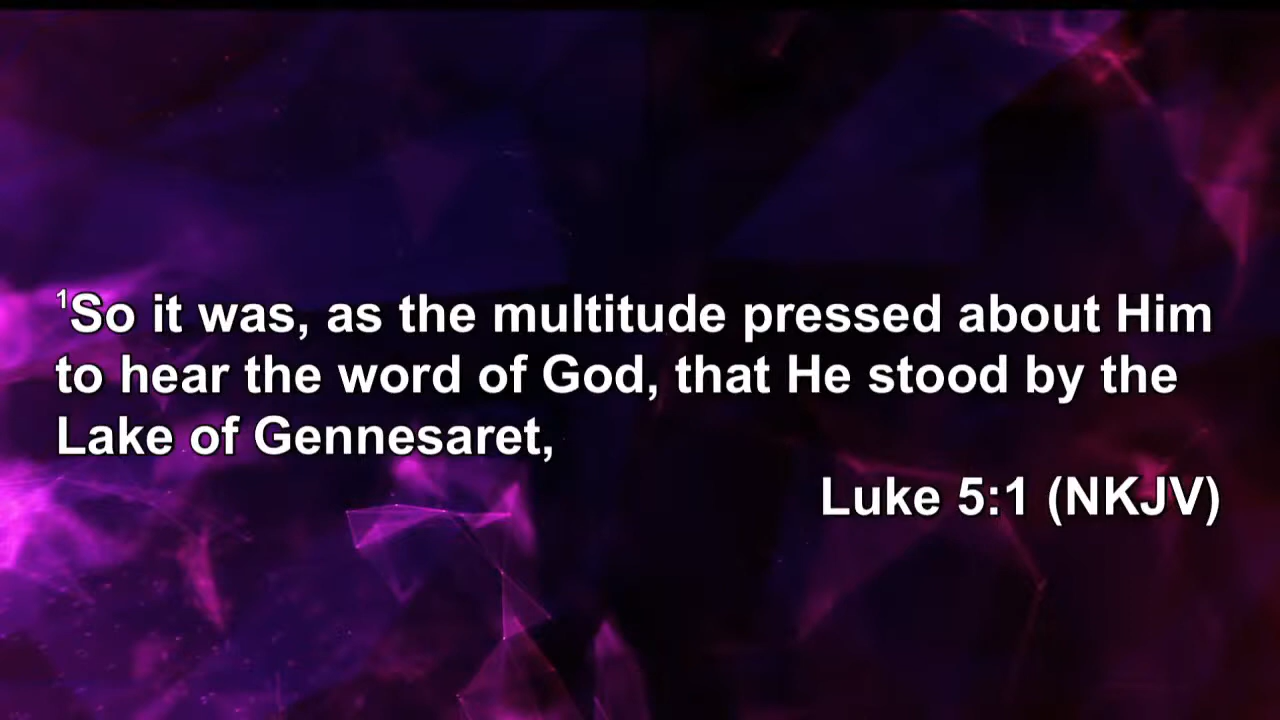 ¹So it was, as the multitude pressed about Him
to hear the word of God, that He stood by the
Lake of Gennesaret,
Luke 5:1 (NKJV)